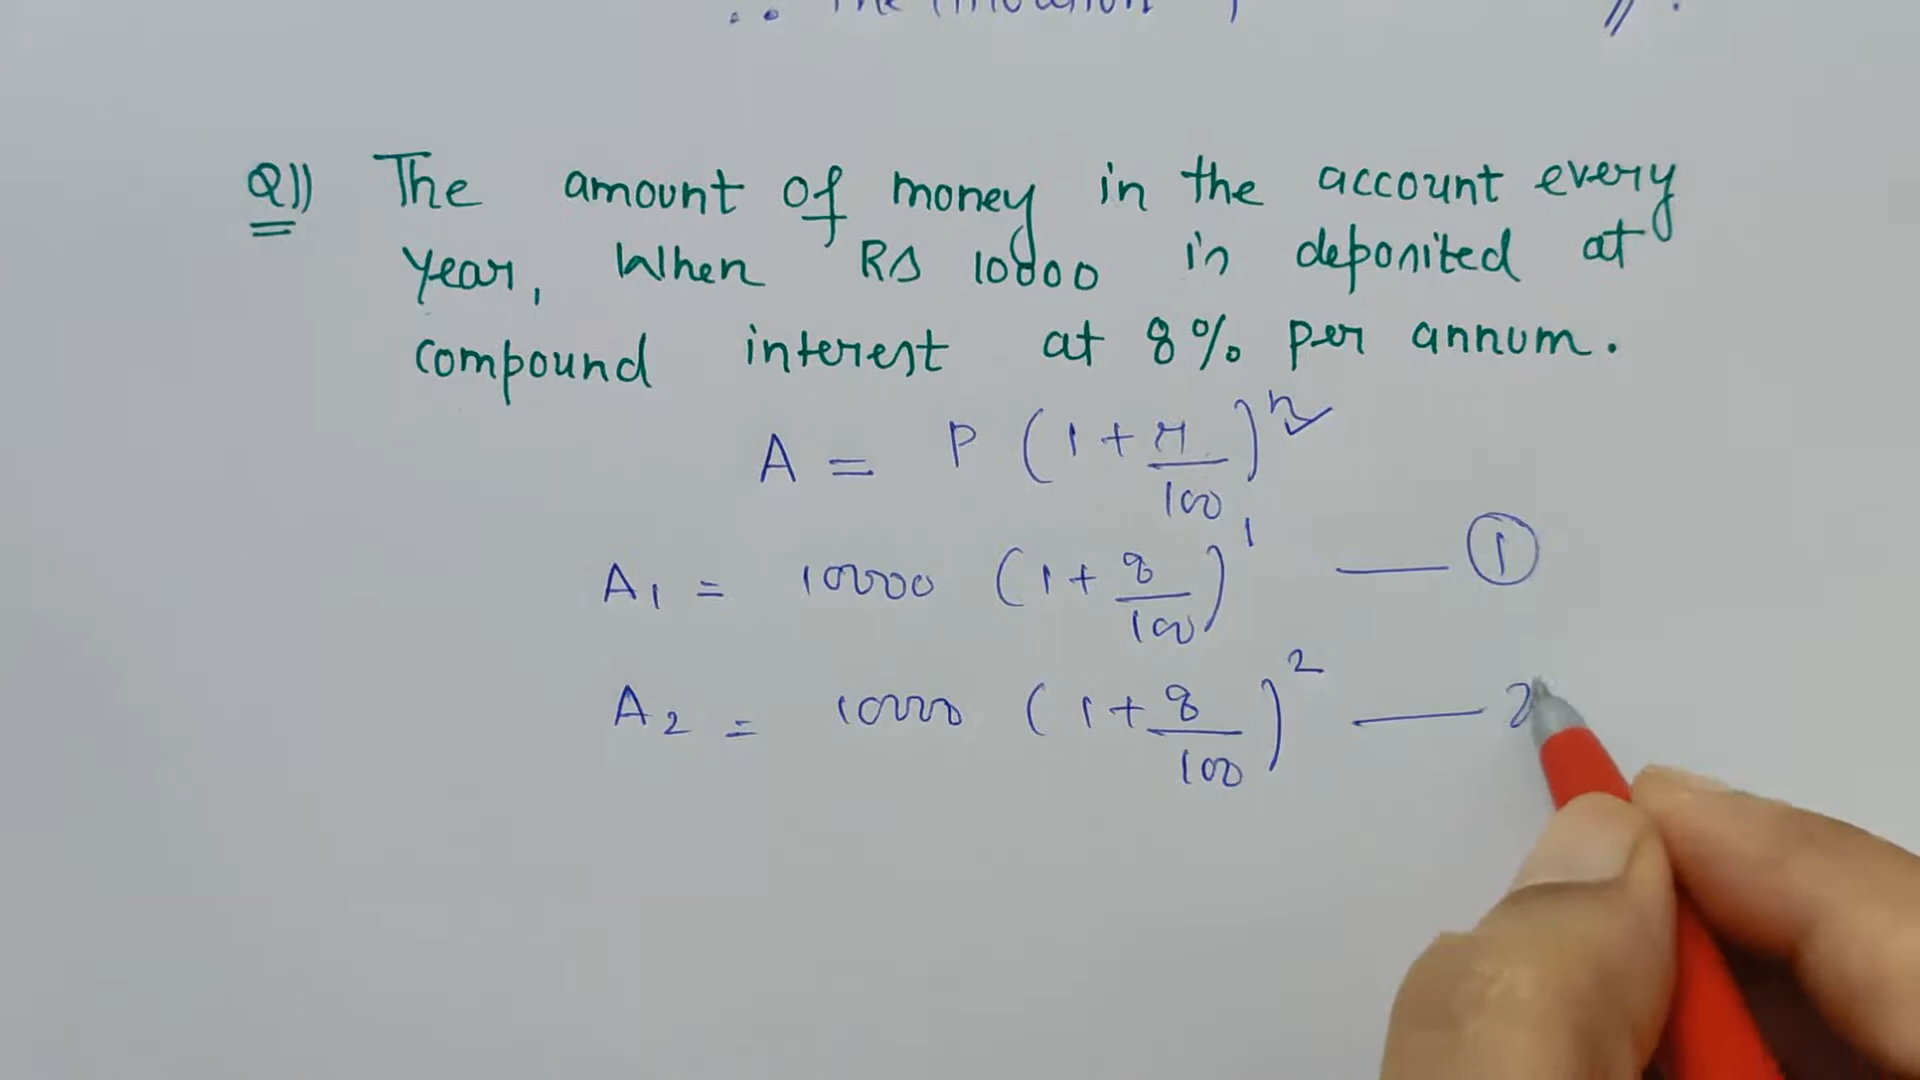 ∴ The
Q)) The amount of money in the account every
year, When Rs 10000 is deposited at
compound interest at 8% per annum.
A = P (1 + r/100)^n
A1 = 10000 (1 + 8/100)^1 — 1
A2 = 10000 (1 + 8/100)^2 — 2